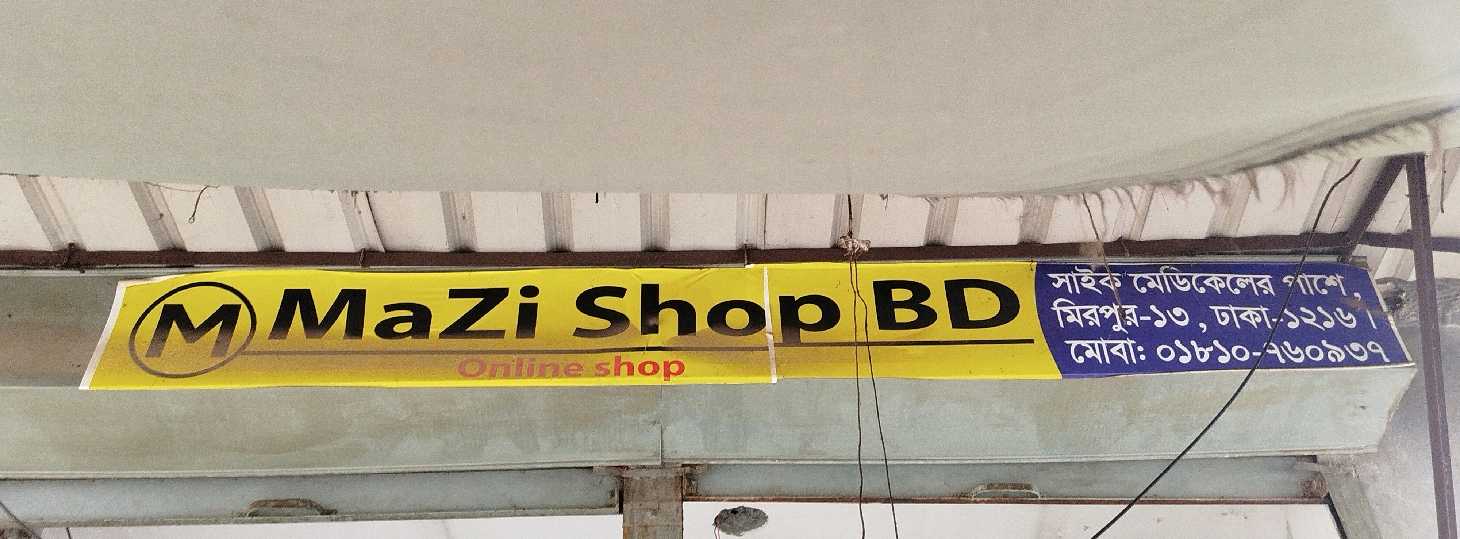 M MaZi Shop BD
Online shop
সাইক মেডিকেলের পাশে,
মিরপুর-১৩, ঢাকা-১২১৬।
মোবা: ০১৮১০-৭৬০৯৩৭